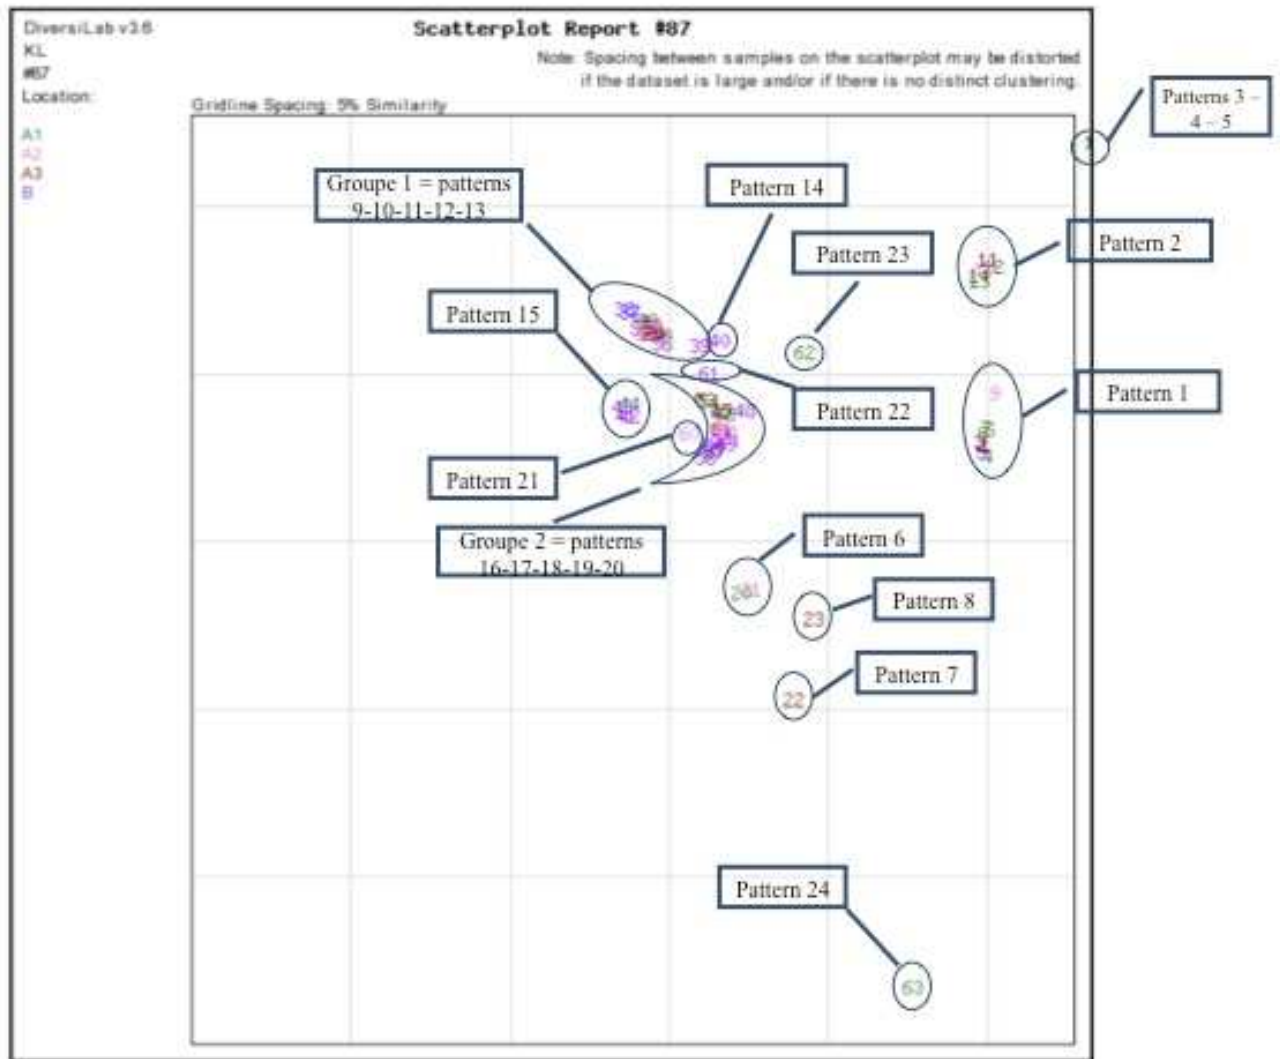 DiversiLab v3.6
Scatterplot Report #87
KL
#87
Note: Spacing between samples on the scatterplot may be distorted
if the dataset is large and/or if there is no distinct clustering.
Location:
Gridline Spacing: 5% Similarity
A1
A2
A3
B
Patterns 3 –
4 – 5
Groupe 1 = patterns
9-10-11-12-13
Pattern 14
Pattern 23
Pattern 2
Pattern 15
39
40
62
61
Pattern 22
Pattern 1
9
40
Pattern 21
Groupe 2 = patterns
16-17-18-19-20
Pattern 6
Pattern 8
23
Pattern 7
22
Pattern 24
63